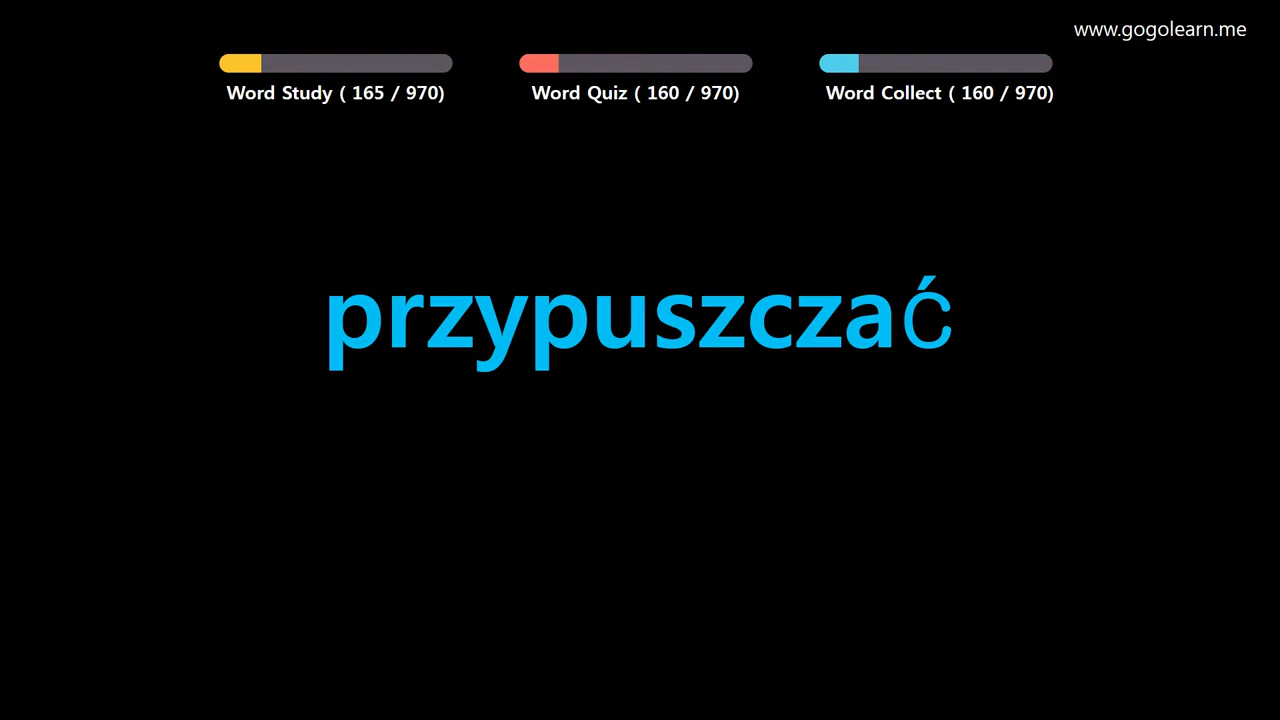 www.gogolearn.me
Word Study ( 165 / 970)
Word Quiz ( 160 / 970)
Word Collect ( 160 / 970)
przypuszczać